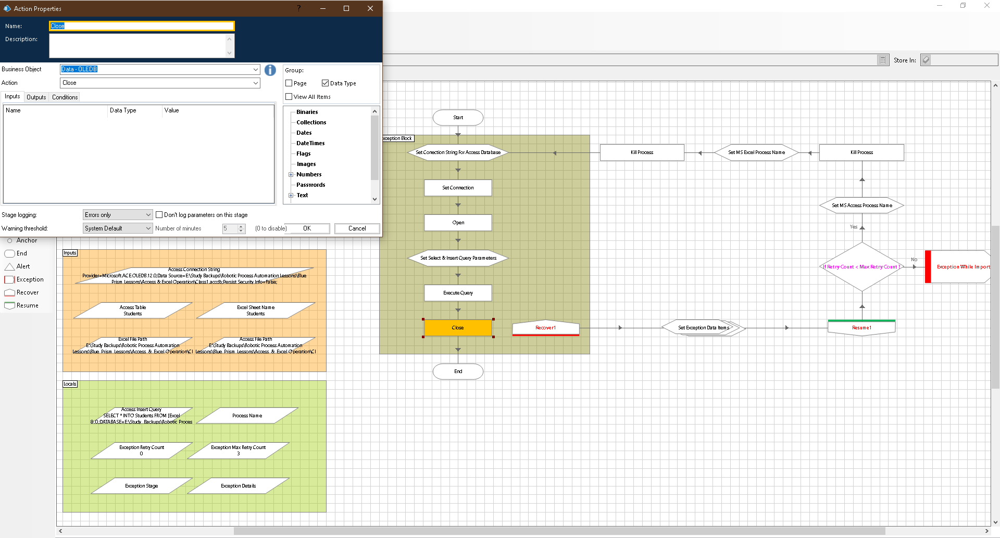 Action Properties
?
Name:
Close
Description:
Business Object
Data - OLEDB
Action
Close
Inputs
Outputs
Conditions
Name
Data Type
Value
Group:
Page
Data Type
View All Items
Binaries
Collections
Dates
DateTimes
Flags
Images
Numbers
Passwords
Text
Stage logging:
Errors only
Don't log parameters on this stage
Warning threshold:
System Default
Number of minutes
5
(0 to disable)
OK
Cancel
Store In:
Anchor
End
Alert
Exception
Recover
Resume
Inputs
Access Connection String
Provider=Microsoft.ACE.OLEDB.12.0;Data Source=E:\Study Backups\Robotic Process Automation Lessons\Blue
Prism Lessons\Access & Excel Operation\Class1.accdb;Persist Security Info=False;
Access Table
Students
Excel Sheet Name
Students
Excel File Path
E:\Study Backups\Robotic Process Automation
Lessons\Blue Prism Lessons\Access & Excel Operation\Cl
Access File Path
E:\Study Backups\Robotic Process Automation
Lessons\Blue Prism Lessons\Access & Excel Operation\Cl
Locals
Access Insert Query
SELECT * INTO Students FROM [Excel
8.0;DATABASE=E:\Study Backups\Robotic Proces
Process Name
Exception Retry Count
0
Exception Max Retry Count
3
Exception Stage
Exception Details
Start
xception Block
Set Conection String For Access Database
Set Connection
Open
Set Select & Insert Query Parameters
Execute Query
Close
End
Recover1
Set Exception Data Items
Resume1
If Retry Count < Max Retry Count ?
Yes
No
Exception While Import
Set MS Access Process Name
Kill Process
Set MS Excel Process Name
Kill Process